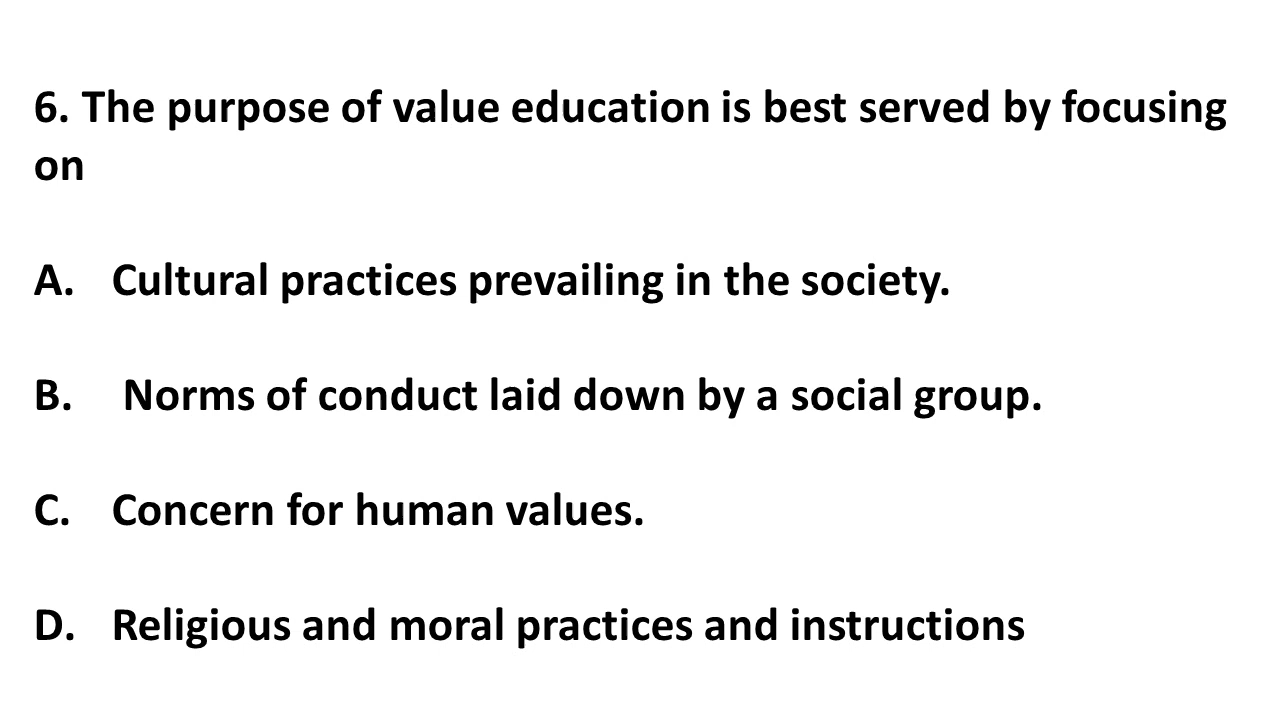 6. The purpose of value education is best served by focusing
on
A. Cultural practices prevailing in the society.
B. Norms of conduct laid down by a social group.
C. Concern for human values.
D. Religious and moral practices and instructions